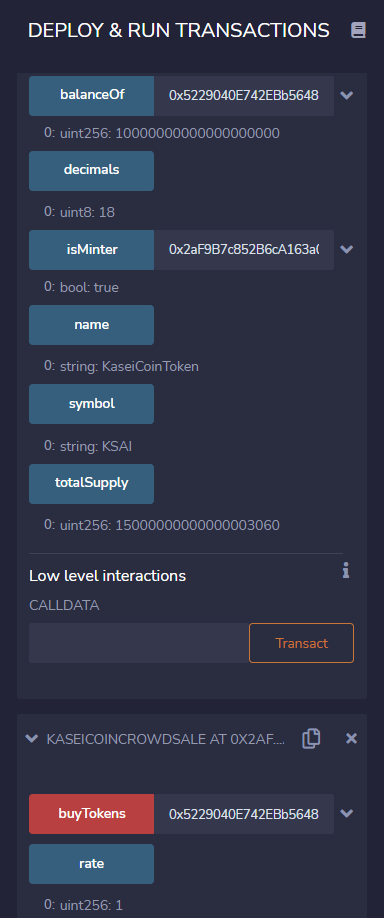 DEPLOY & RUN TRANSACTIONS
balanceOf 0x5229040E742EBb5648
0: uint256: 10000000000000000000
decimals
0: uint8: 18
isMinter 0x2aF9B7c852B6cA163a
0: bool: true
name
0: string: KaseiCoinToken
symbol
0: string: KSAI
totalSupply
0: uint256: 15000000000000003060
Low level interactions
CALLDATA
Transact
KASEICOINCROWDSALE AT 0X2AF....
buyTokens 0x5229040E742EBb5648
rate
0: uint256: 1